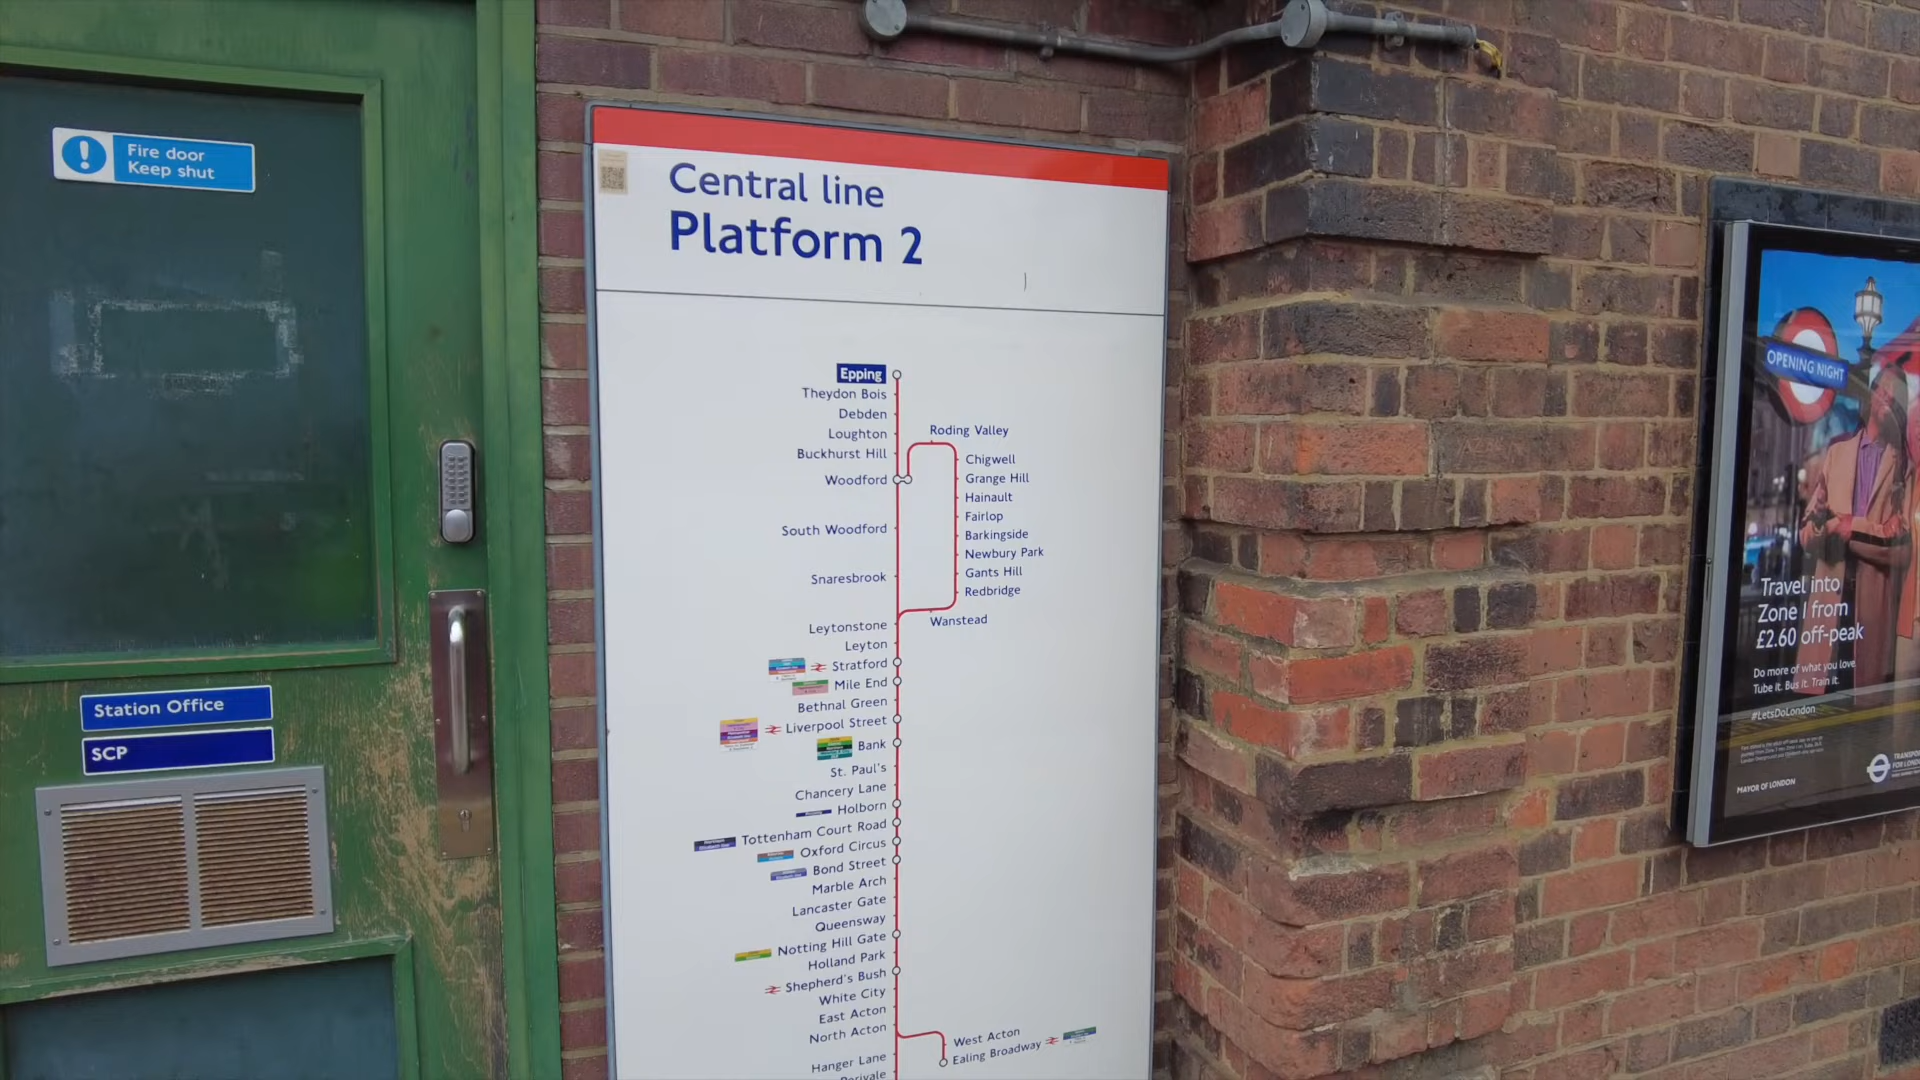 Fire door
Keep shut
Station Office
SCP
Central line
Platform 2
Epping
Theydon Bois
Debden
Loughton
Buckhurst Hill
Woodford
South Woodford
Snaresbrook
Roding Valley
Chigwell
Grange Hill
Hainault
Fairlop
Barkingside
Newbury Park
Gants Hill
Redbridge
Wanstead
Leytonstone
Leyton
Stratford
Mile End
Bethnal Green
Liverpool Street
Bank
St. Paul's
Chancery Lane
Holborn
Tottenham Court Road
Oxford Circus
Bond Street
Marble Arch
Lancaster Gate
Queensway
Notting Hill Gate
Holland Park
Shepherd's Bush
White City
East Acton
North Acton
West Acton
Ealing Broadway
Hanger Lane
Perivale
OPENING NIGHT
Travel into
Zone 1 from
£2.60 off-peak
Do more of what you love
Tube it. Bus it. Train it.
#LetsDoLondon
MAYOR OF LONDON